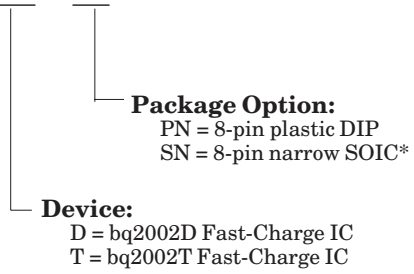 Package Option:
PN = 8-pin plastic DIP
SN = 8-pin narrow SOIC*
Device:
D = bq2002D Fast-Charge IC
T = bq2002T Fast-Charge IC